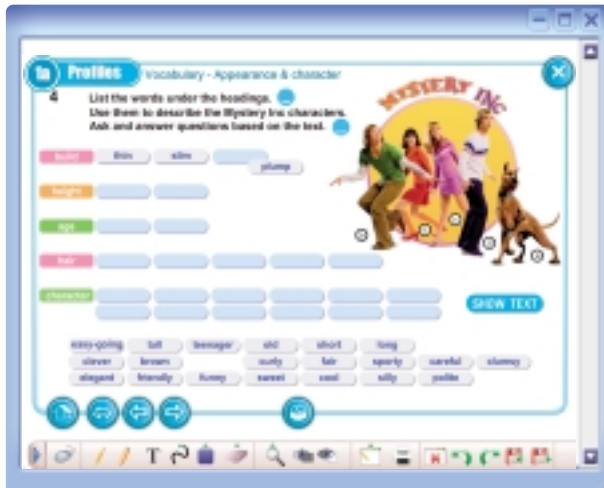 1a Profiles Vocabulary - Appearance & character
MYSTERY INC
4 List the words under the headings.
Use them to describe the Mystery Inc characters.
Ask and answer questions based on the text.
build thin slim
plump
height
age
hair
character
SHOW TEXT
easy-going tall teenager old short long
clever brown curly fair sporty careful clumsy
elegant friendly funny sweet cool silly polite
T